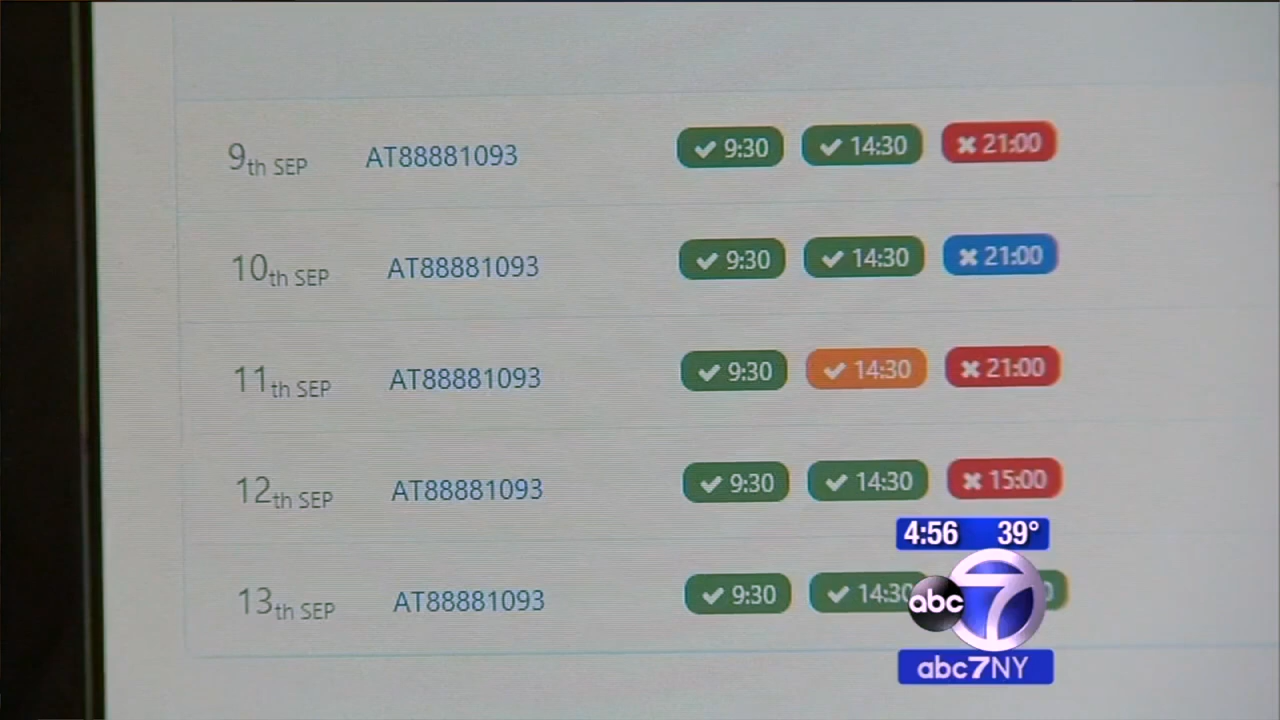 9th SEP AT88881093 ✔ 9:30 ✔ 14:30 ✖ 21:00
10th SEP AT88881093 ✔ 9:30 ✔ 14:30 ✖ 21:00
11th SEP AT88881093 ✔ 9:30 ✔ 14:30 ✖ 21:00
12th SEP AT88881093 ✔ 9:30 ✔ 14:30 ✖ 15:00
13th SEP AT88881093 ✔ 9:30 ✔ 14:30
4:56 39°
abc 7
abc7NY